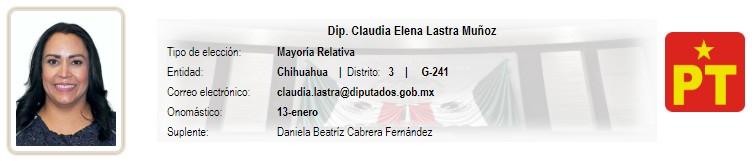 Dip. Claudia Elena Lastra Muñoz
Tipo de elección: Mayoría Relativa
Entidad: Chihuahua | Distrito: 3 | G-241
Correo electrónico: claudia.lastra@diputados.gob.mx
Onomástico: 13-enero
Suplente: Daniela Beatríz Cabrera Fernández
PT